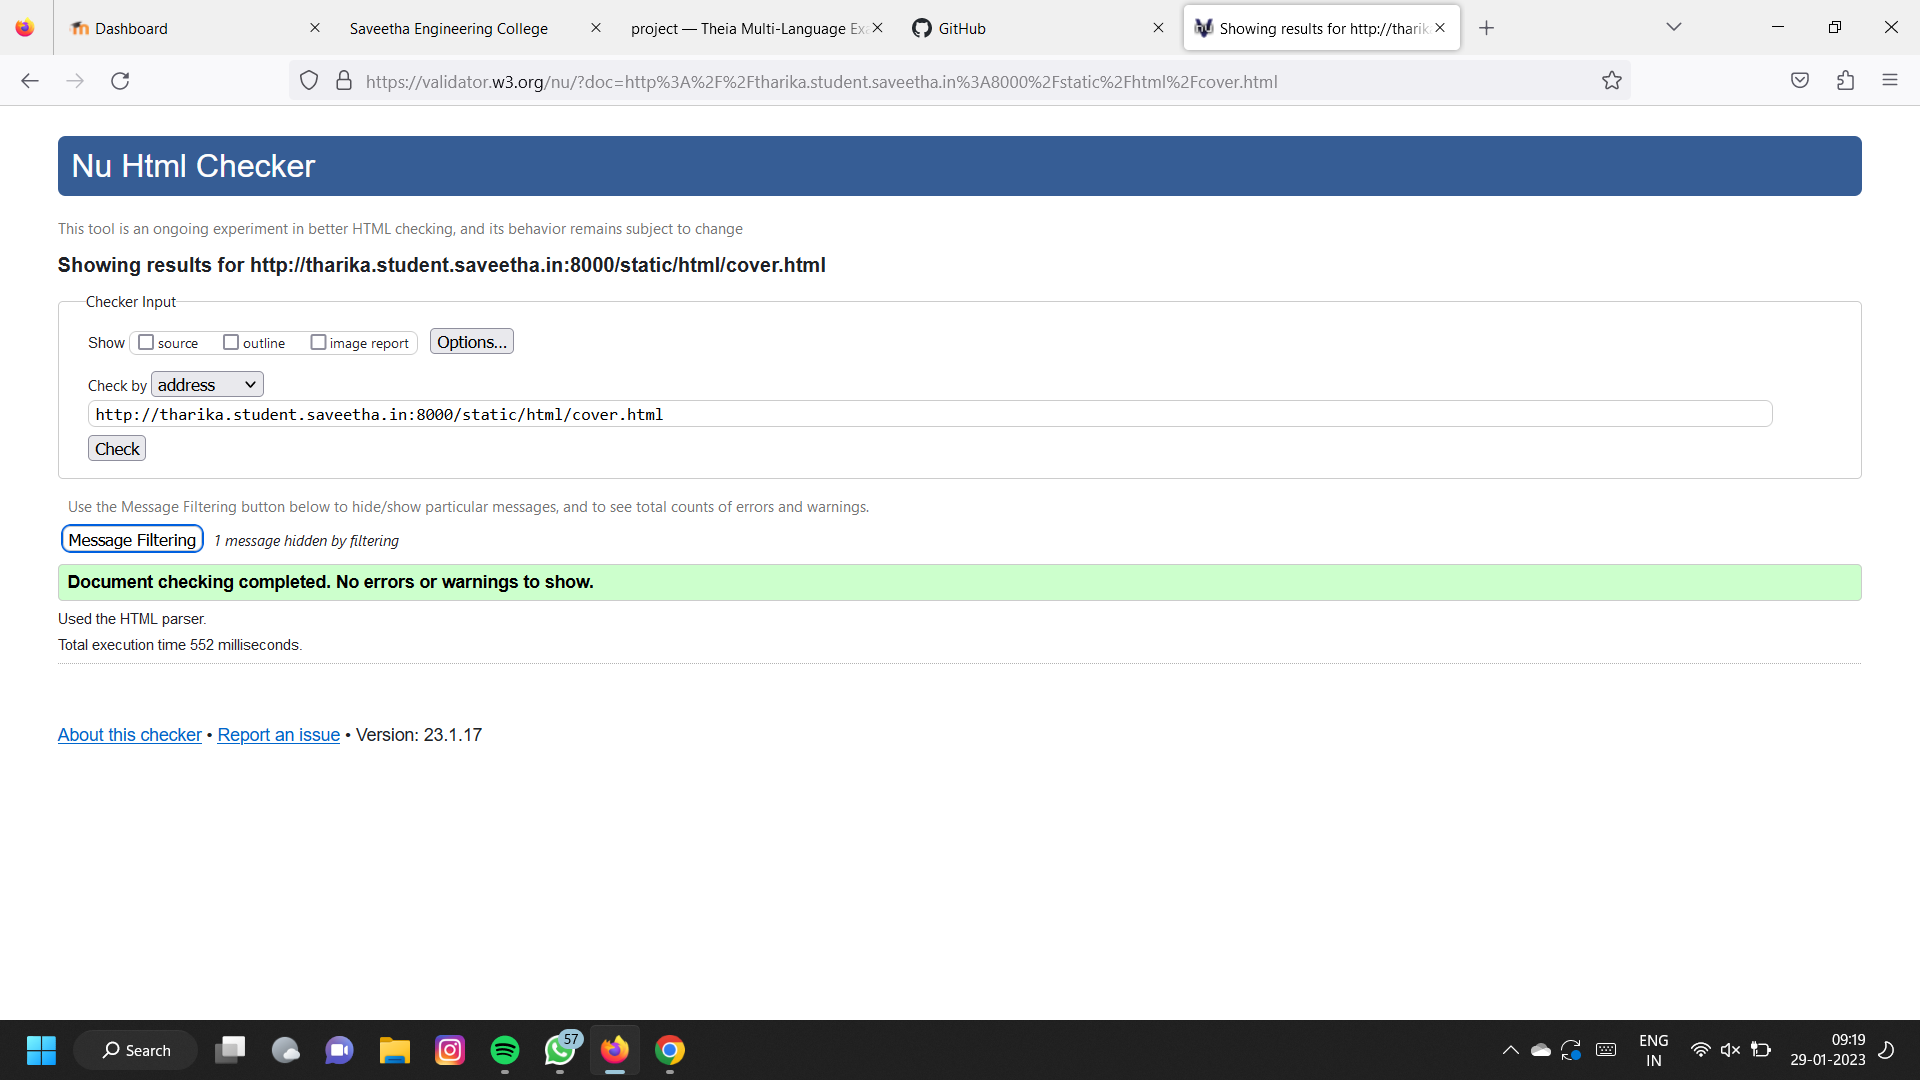 Dashboard
Saveetha Engineering College
project — Theia Multi-Language Ex
GitHub
Showing results for http://tharik
https://validator.w3.org/nu/?doc=http%3A%2F%2Ftharika.student.saveetha.in%3A8000%2Fstatic%2Fhtml%2Fcover.html
Nu Html Checker
This tool is an ongoing experiment in better HTML checking, and its behavior remains subject to change
Showing results for http://tharika.student.saveetha.in:8000/static/html/cover.html
Checker Input
Show source outline image report Options...
Check by address
http://tharika.student.saveetha.in:8000/static/html/cover.html
Check
Use the Message Filtering button below to hide/show particular messages, and to see total counts of errors and warnings.
Message Filtering 1 message hidden by filtering
Document checking completed. No errors or warnings to show.
Used the HTML parser.
Total execution time 552 milliseconds.
About this checker • Report an issue • Version: 23.1.17
Search
57
ENG
IN
09:19
29-01-2023